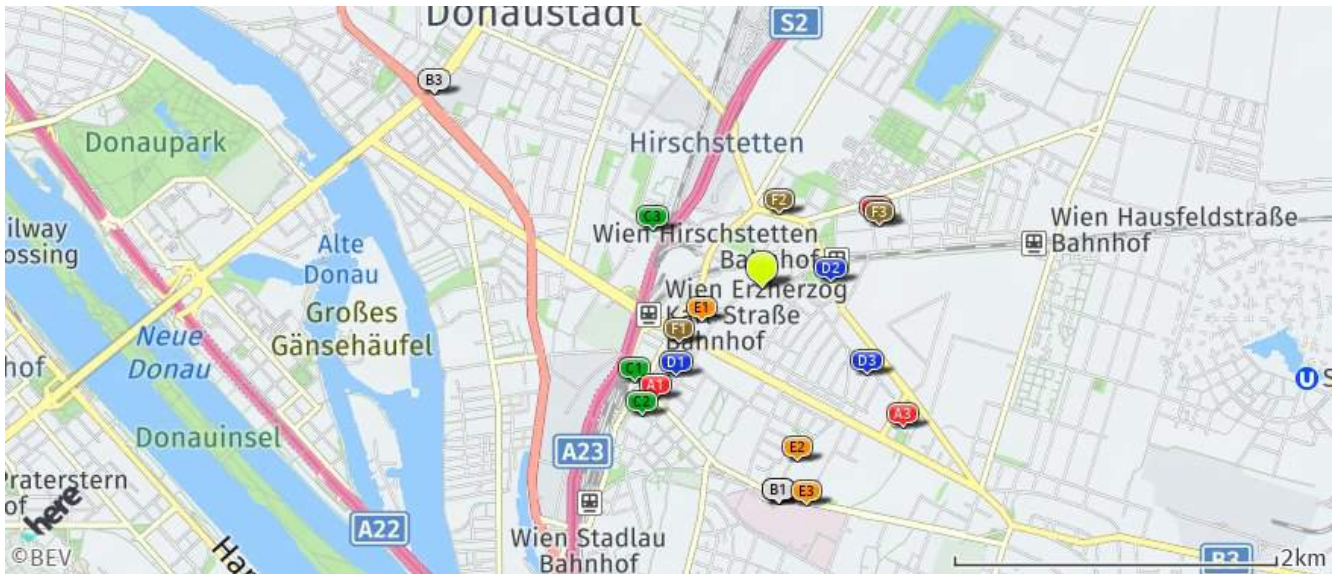 Donaustadt
S2
B3
Donaupark
Hirschstetten
F2
F3
C3
ilway
ossing
Wien Hausfeldstraße
Bahnhof
Wien Hirschstetten
Bahnhof
D2
Alte
Donau
Wien Erzherzog
Karl-Straße
Bahnhof
E1
F1
Großes
Gänsehäufel
Neue
Donau
hof
D1
D3
C1
A1
C2
A3
U
S
Donauinsel
A23
E2
B1
E3
Praterstern
of
here
©BEV
A22
Han
Wien Stadlau
Bahnhof
B3
2km